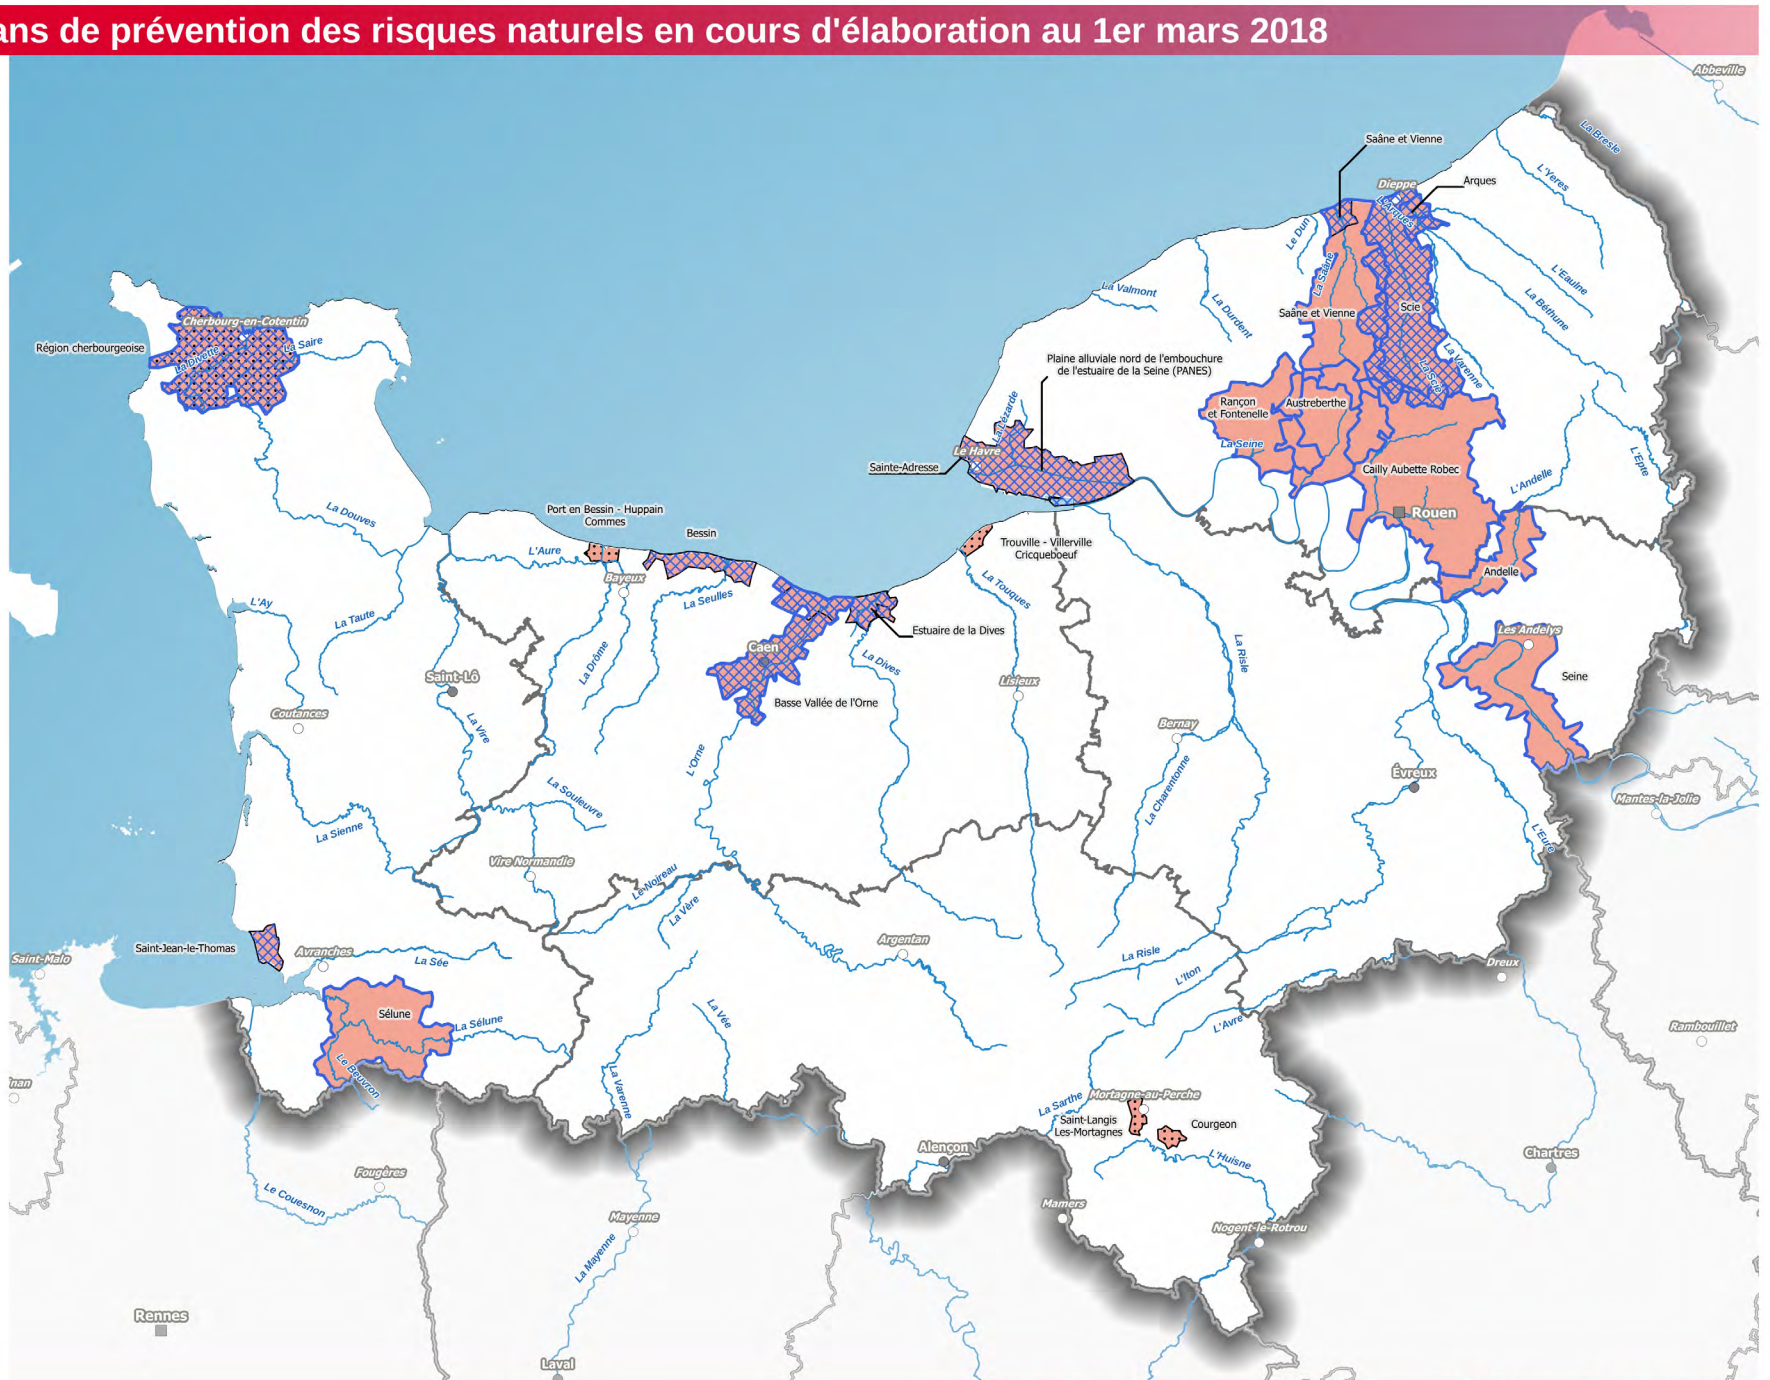 ans de prévention des risques naturels en cours d'élaboration au 1er mars 2018
Abbeville
La Bresle
Saâne et Vienne
L'Yeres
Dieppe
Arques
L'Arques
Le Dun
La Saâne
L'Eaulne
La Béthune
La Valmont
La Durdent
Saâne et Vienne
Scie
Cherbourg-en-Cotentin
Région cherbourgeoise
La Divette
La Saire
Plaine alluviale nord de l'embouchure
de l'estuaire de la Seine (PANES)
La Varenne
La Scie
Rançon
et Fontenelle
Austreberthe
La Lézarde
La Seine
Le Havre
Sainte-Adresse
Cailly Aubette Robec
L'Andelle
L'Epte
Rouen
La Douves
Port en Bessin - Huppain
Commes
Bessin
L'Aure
Bayeux
Trouville - Villerville
Cricqueboeuf
La Touques
Andelle
L'Ay
La Taute
La Seulles
Estuaire de la Dives
Les Andelys
La Drôme
Caen
La Dives
La Risle
Saint-Lô
Lisieux
Seine
Coutances
La Vire
Basse Vallée de l'Orne
Bernay
L'Orne
Évreux
La Souleuvre
La Charentonne
Mantes-la-Jolie
La Sienne
L'Eure
Vire Normandie
Le Noireau
La Vère
Saint-Jean-le-Thomas
Avranches
Saint-Malo
La Sée
Argentan
La Risle
L'Iton
Dreux
Sélune
La Sélune
La Vée
L'Avre
Rambouillet
Le Beuvron
La Varenne
nan
La Sarthe
Mortagne-au-Perche
Saint-Langis
Les-Mortagnes
Courgeon
Alençon
L'Huisne
Chartres
Fougères
Le Couesnon
Mayenne
Mamers
Nogent-le-Rotrou
La Mayenne
Rennes
Laval